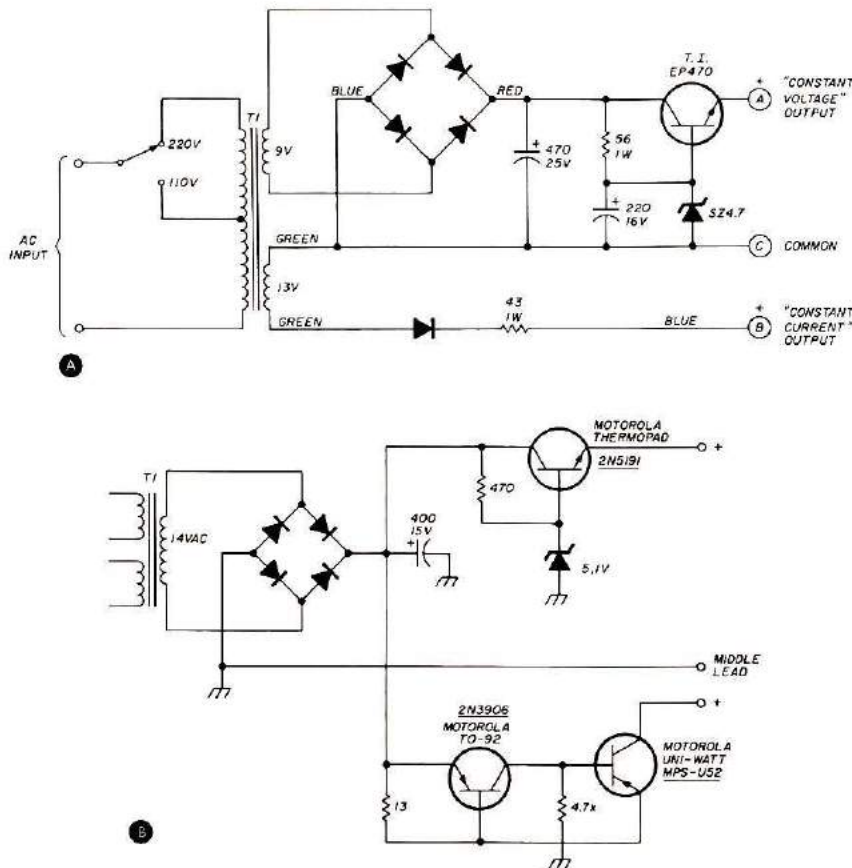 T.I.
EP470
+
"CONSTANT
VOLTAGE"
OUTPUT
A
BLUE
RED
T1
220V
9V
110V
56
1W
470
25V
+
+
220
16V
SZ4.7
AC
INPUT
GREEN
C
COMMON
13V
43
1W
GREEN
BLUE
+
B
"CONSTANT
CURRENT"
OUTPUT
A
MOTOROLA
THERMOPAD
2N5191
+
T1
14VAC
400
15V
+
470
5,1V
MIDDLE
LEAD
+
2N3906
MOTOROLA
TO-92
MOTOROLA
UNI-WATT
MPS-U52
13
4.7x
B